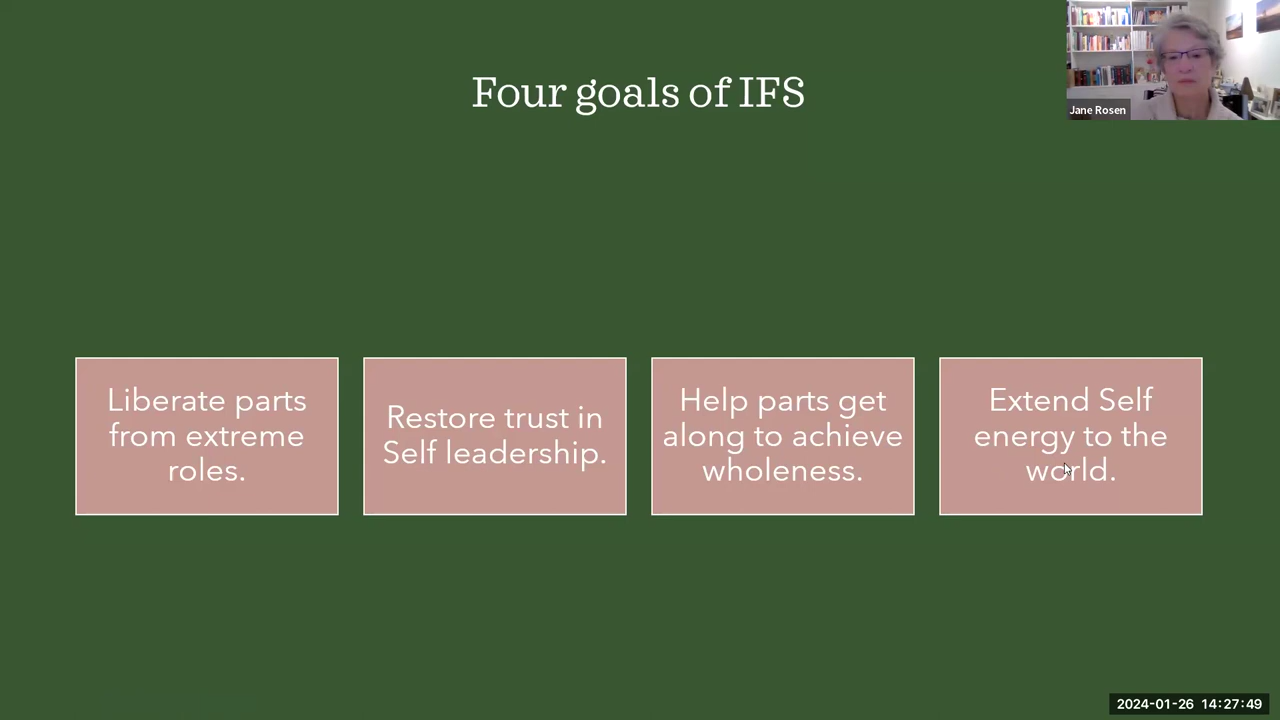 Four goals of IFS
Jane Rosen
Liberate parts
from extreme
roles.
Restore trust in
Self leadership.
Help parts get
along to achieve
wholeness.
Extend Self
energy to the
world.
2024-01-26 14:27:49